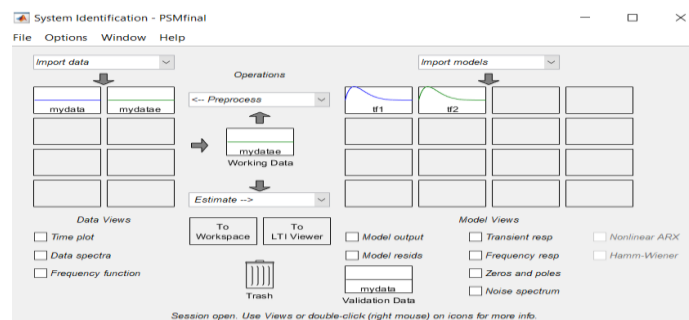 System Identification - PSMfinal
File Options Window Help
Import data
Operations
Import models
<-- Preprocess
mydata
mydatae
tf1
tf2
mydatae
Working Data
Estimate -->
Data Views
To
Workspace
To
LTI Viewer
Model Views
Time plot
Data spectra
Frequency function
Trash
Model output
Model resids
mydata
Validation Data
Transient resp
Frequency resp
Zeros and poles
Noise spectrum
Nonlinear ARX
Hamm-Wiener
Session open. Use Views or double-click (right mouse) on icons for more info.